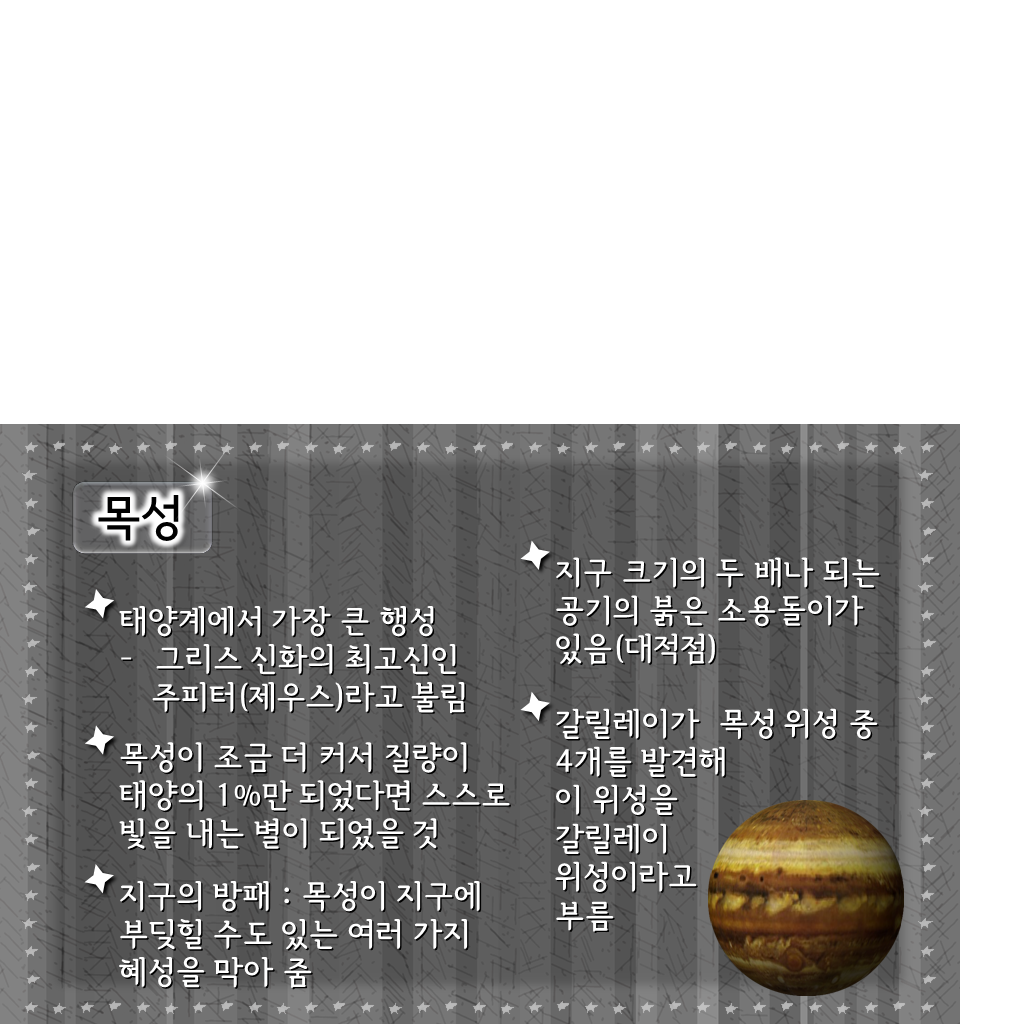 목성
태양계에서 가장 큰 행성
- 그리스 신화의 최고신인
주피터(제우스)라고 불림
목성이 조금 더 커서 질량이
태양의 1%만 되었다면 스스로
빛을 내는 별이 되었을 것
지구의 방패 : 목성이 지구에
부딪힐 수도 있는 여러 가지
혜성을 막아 줌
지구 크기의 두 배나 되는
공기의 붉은 소용돌이가
있음(대적점)
갈릴레이가 목성 위성 중
4개를 발견해
이 위성을
갈릴레이
위성이라고
부름